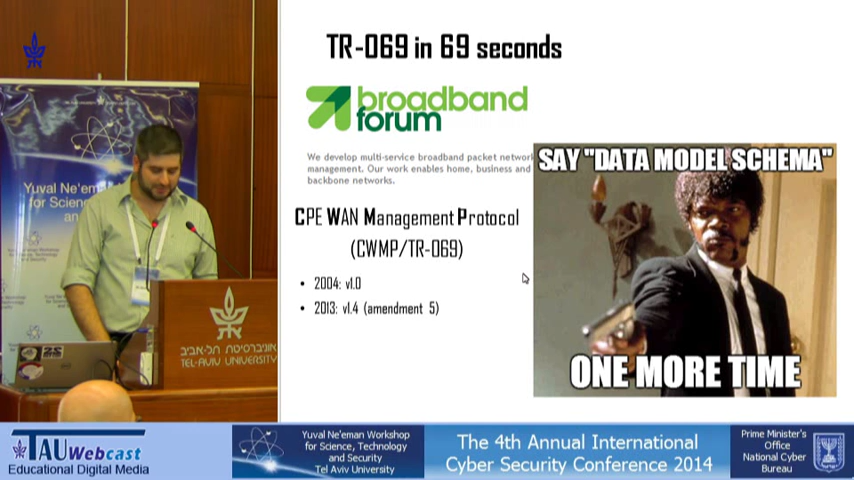 TR-069 in 69 seconds
broadband
forum
We develop multi-service broadband packet networ
management. Our work enables home, business and
backbone networks.
CPE WAN Management Protocol
(CWMP/TR-069)
• 2004: v1.0
• 2013: v1.4 (amendment 5)
SAY "DATA MODEL SCHEMA"
ONE MORE TIME
Yuval Ne'eman
for Science
an
אוניברסיטת תל-אביב
TEL-AVIV UNIVERSITY
TAU Webcast
Educational Digital Media
Yuval Ne'eman Workshop
for Science, Technology
and Security
Tel Aviv University
The 4th Annual International
Cyber Security Conference 2014
Prime Minister's
Office
National Cyber
Bureau